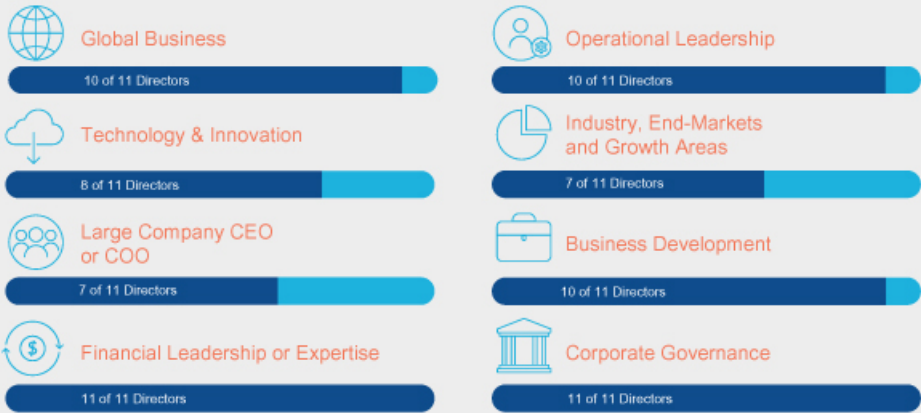 Global Business
10 of 11 Directors
Operational Leadership
10 of 11 Directors
Technology & Innovation
8 of 11 Directors
Industry, End-Markets
and Growth Areas
7 of 11 Directors
Large Company CEO
or COO
7 of 11 Directors
Business Development
10 of 11 Directors
Financial Leadership or Expertise
11 of 11 Directors
Corporate Governance
11 of 11 Directors